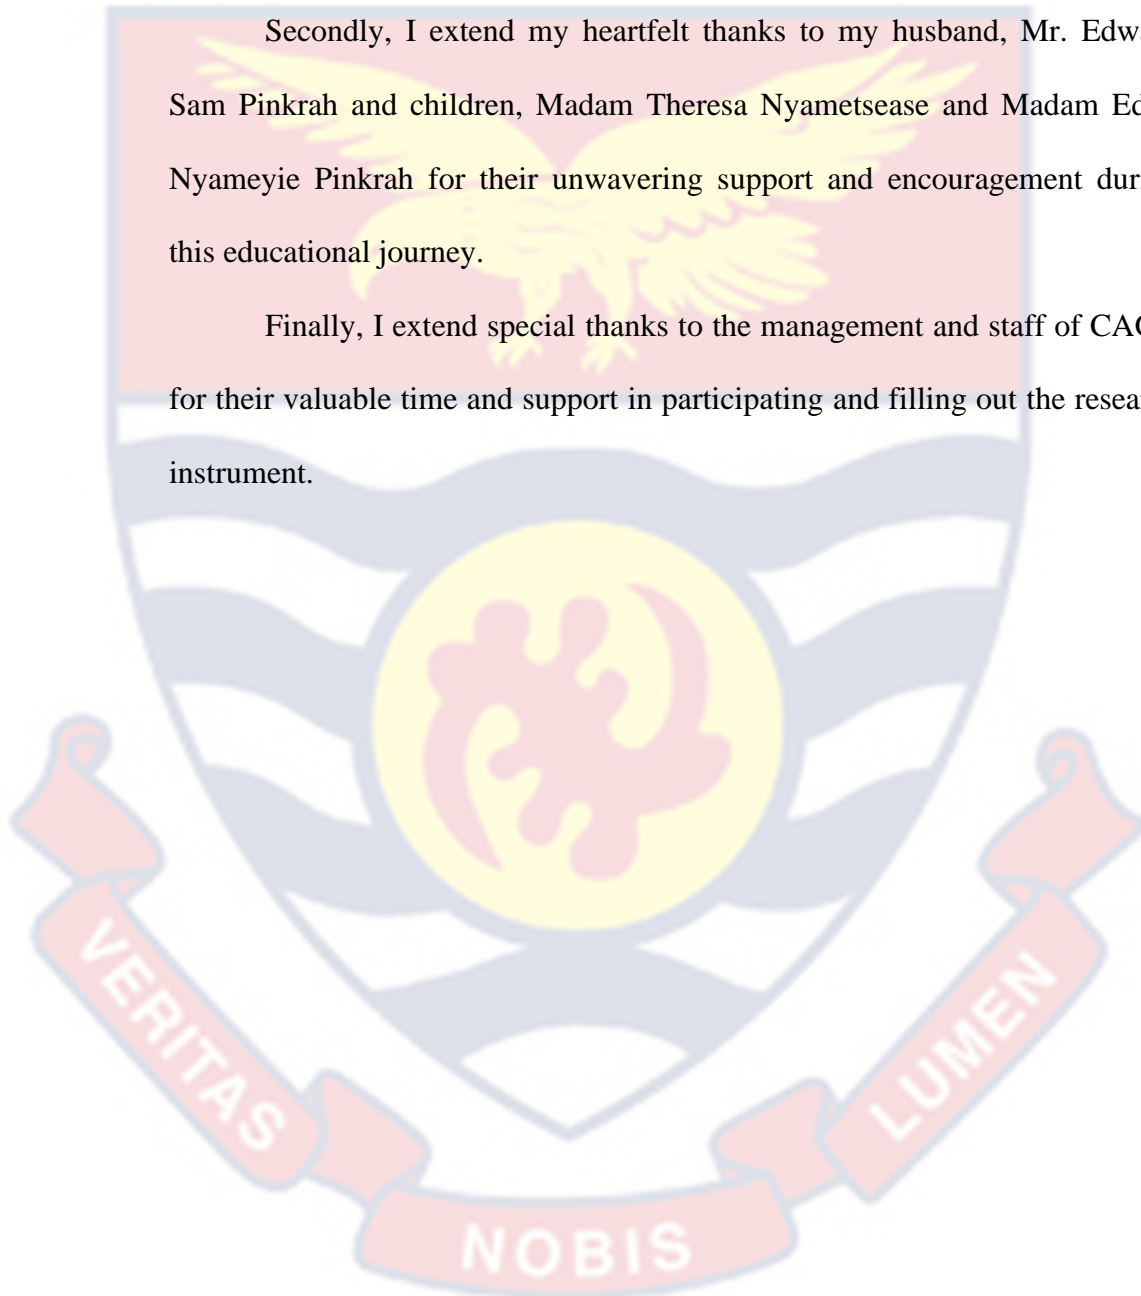 Secondly, I extend my heartfelt thanks to my husband, Mr.
Sam Pinkrah and children, Madam Theresa Nyametsease and Madam
Nyameyie Pinkrah for their unwavering support and encouragement
this educational journey.
Finally, I extend special thanks to the management and staff of
for their valuable time and support in participating and filling out the
instrument.
VERITAS
NOBIS
LUMEN